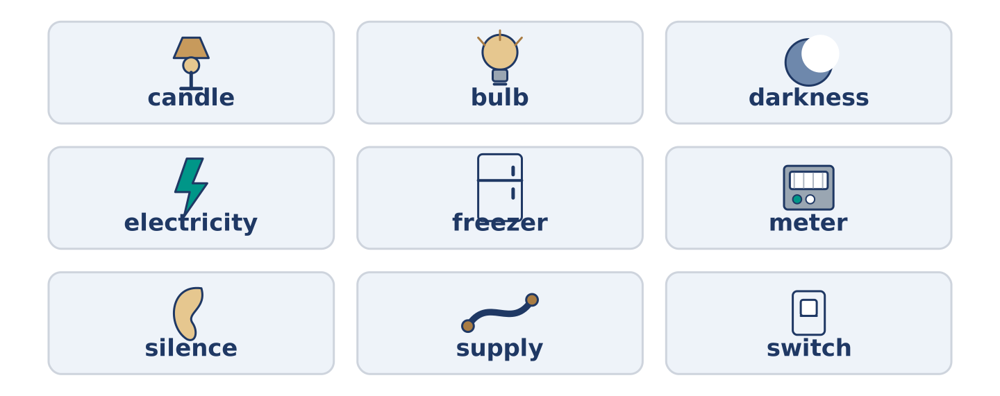 candle
bulb
darkness
electricity
freezer
meter
silence
supply
switch